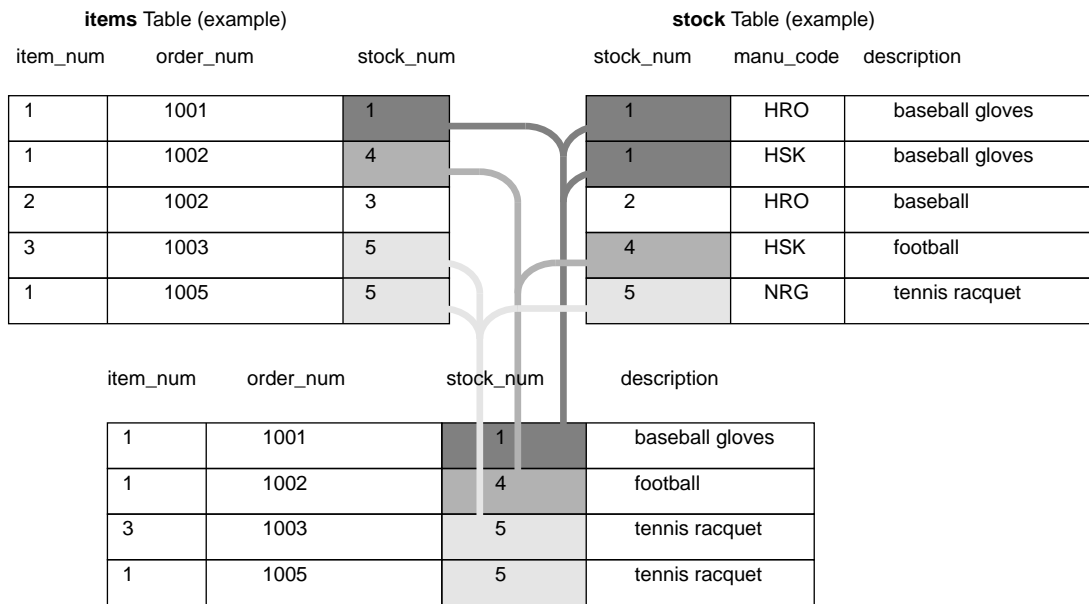 items Table (example) stock Table (example)
item_num order_num stock_num stock_num manu_code description
1 1001 1 1 HRO baseball gloves
1 1002 4 1 HSK baseball gloves
2 1002 3 2 HRO baseball
3 1003 5 4 HSK football
1 1005 5 5 NRG tennis racquet
item_num order_num stock_num description
1 1001 1 baseball gloves
1 1002 4 football
3 1003 5 tennis racquet
1 1005 5 tennis racquet